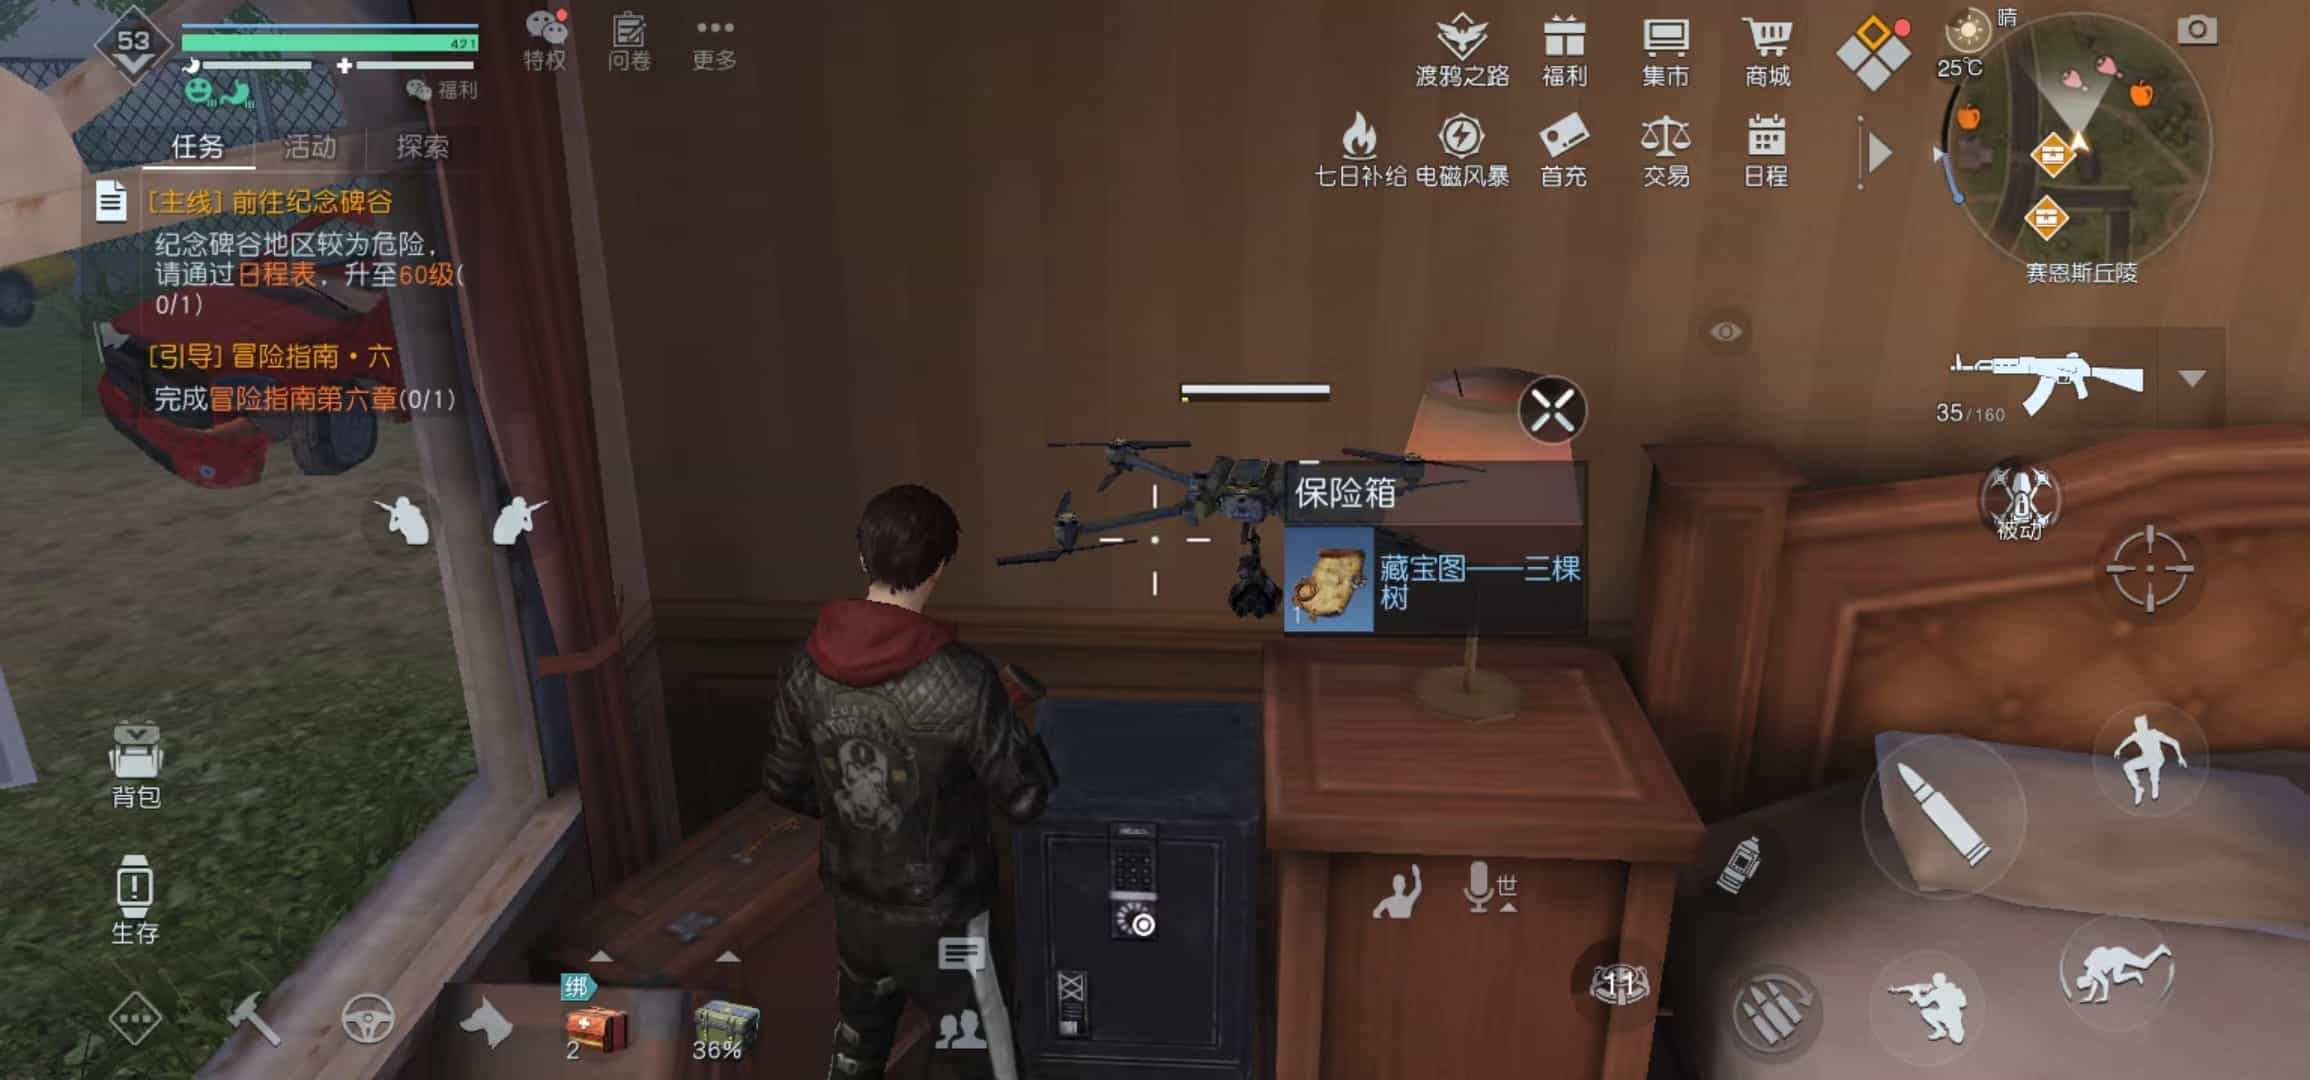 53
421
特权
问卷
更多
福利
任务
活动
探索
[主线] 前往纪念碑谷
纪念碑谷地区较为危险,
请通过日程表, 升至60级(
0/1)
[引导] 冒险指南·六
完成冒险指南第六章(0/1)
渡鸦之路
福利
集市
商城
七日补给
电磁风暴
首充
交易
日程
晴
25℃
赛恩斯丘陵
35/160
被动
保险箱
藏宝图——三棵
树
1
背包
生存
绑
2
36%
世
11